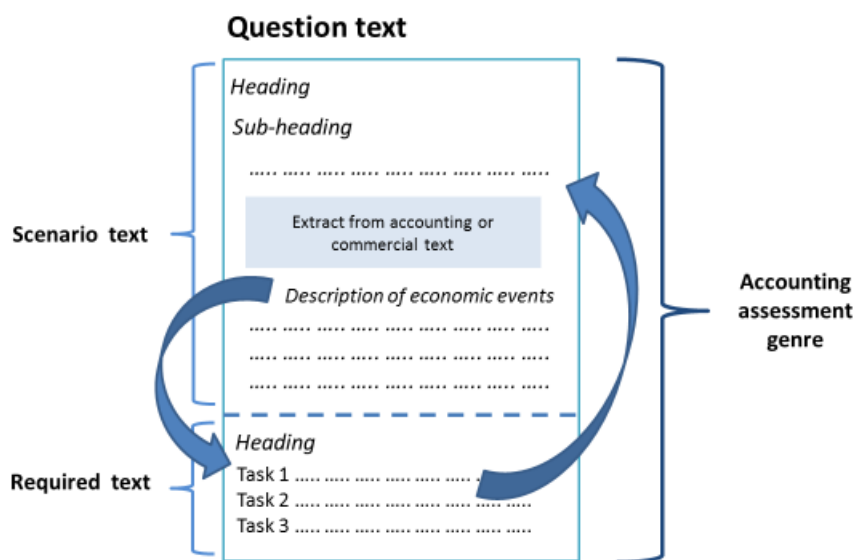 Question text
Heading
Sub-heading
..... ..... ..... ..... ..... ..... ..... ..... .....
Extract from accounting or
commercial text
Scenario text
Description of economic events
..... ..... ..... ..... ..... ..... ..... ..... .....
..... ..... ..... ..... ..... ..... ..... ..... .....
..... ..... ..... ..... ..... ..... ..... ..... .....
Accounting
assessment
genre
Heading
Required text
Task 1 ..... ..... ..... ..... ..... .....
Task 2 ..... ..... ..... ..... ..... ..... ..... .....
Task 3 ..... ..... ..... ..... ..... ..... ..... .....